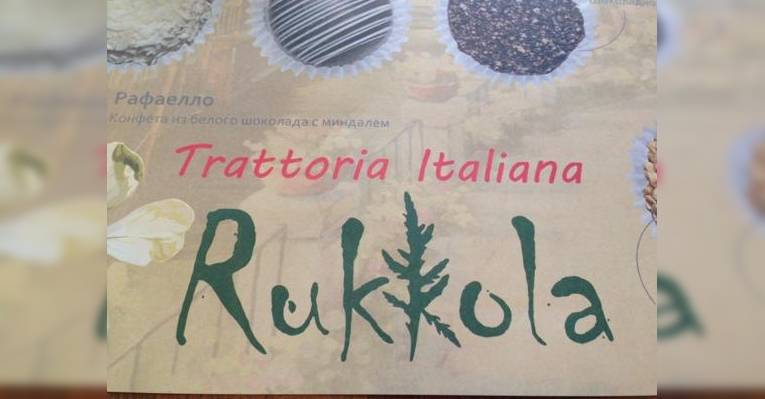 Рафаелло
Конфета из белого шоколада с миндалем
Trattoria Italiana
Rukkola